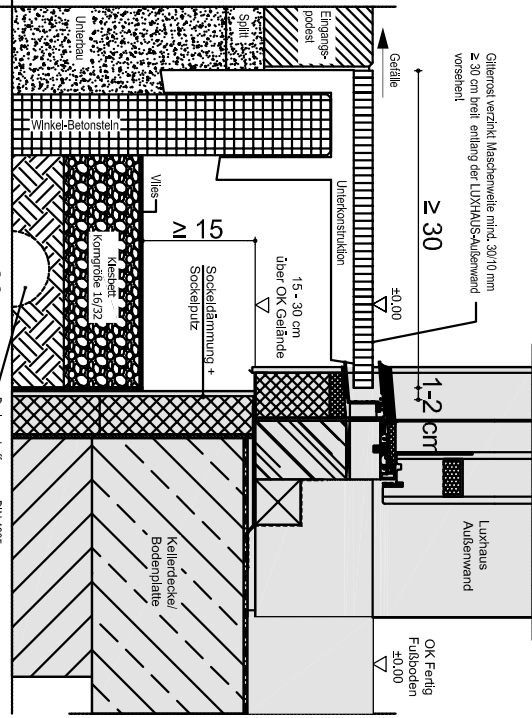 Gitterrost verzinkt Maschenweite mind. 30/10 mm
≥ 30 cm breit entlang der LUXHAUS-Außenwand
vorsehen!
Gefälle
Eingangs-
podest
Splitt
Unterbau
≥ 30
1-2 cm
±0,00
Luxhaus
Außenwand
OK Fertig
Fußboden
±0.00
Unterkonstruktion
15 - 30 cm
über OK Gelände
≥ 15
Winkel-Betonstein
Vlies
Sockeldämmung +
Sockelputz
Kiesbett
Korngröße 16/32
Kellerdecke/
Bodenplatte